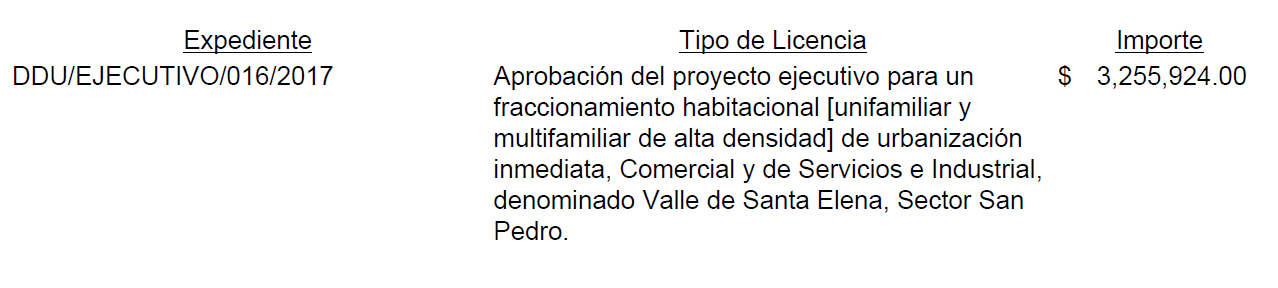 Expediente Tipo de Licencia Importe
DDU/EJECUTIVO/016/2017 Aprobación del proyecto ejecutivo para un $ 3,255,924.00
fraccionamiento habitacional [unifamiliar y
multifamiliar de alta densidad] de urbanización
inmediata, Comercial y de Servicios e Industrial,
denominado Valle de Santa Elena, Sector San
Pedro.